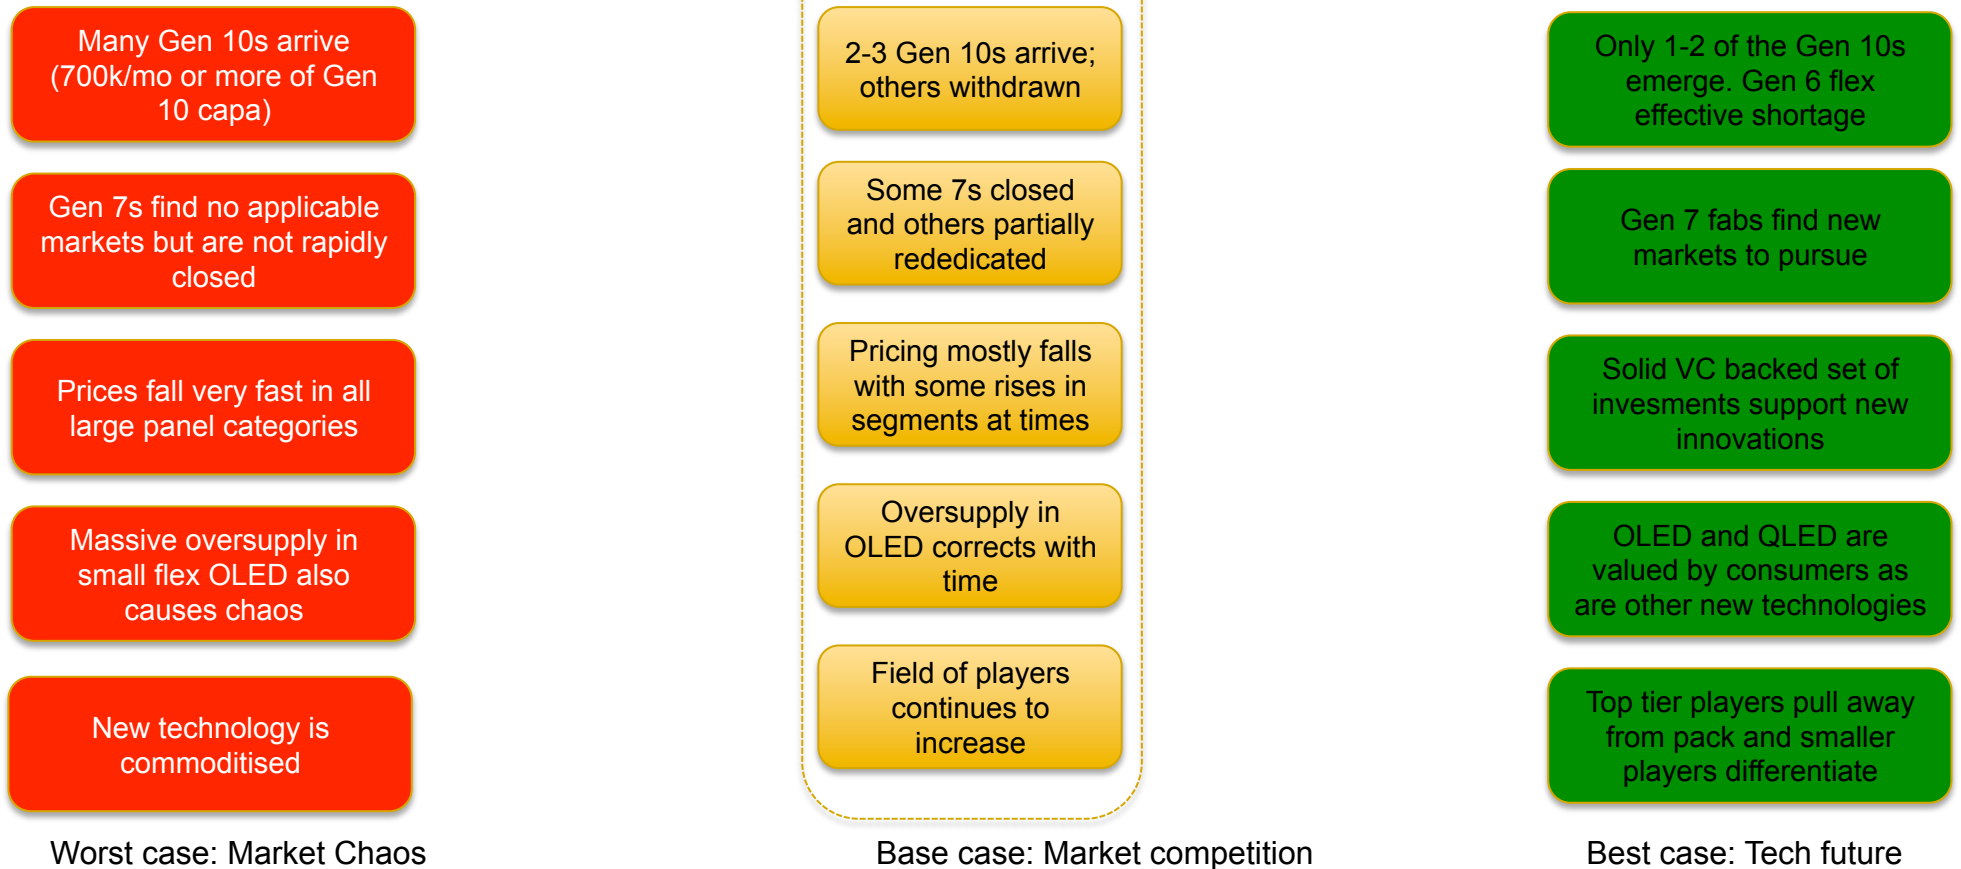 Many Gen 10s arrive
(700k/mo or more of Gen
10 capa)
Gen 7s find no applicable
markets but are not rapidly
closed
Prices fall very fast in all
large panel categories
Massive oversupply in
small flex OLED also
causes chaos
New technology is
commoditised
Worst case: Market Chaos
2-3 Gen 10s arrive;
others withdrawn
Some 7s closed
and others partially
rededicated
Pricing mostly falls
with some rises in
segments at times
Oversupply in
OLED corrects with
time
Field of players
continues to
increase
Base case: Market competition
Only 1-2 of the Gen 10s
emerge. Gen 6 flex
effective shortage
Gen 7 fabs find new
markets to pursue
Solid VC backed set of
invesments support new
innovations
OLED and QLED are
valued by consumers as
are other new technologies
Top tier players pull away
from pack and smaller
players differentiate
Best case: Tech future